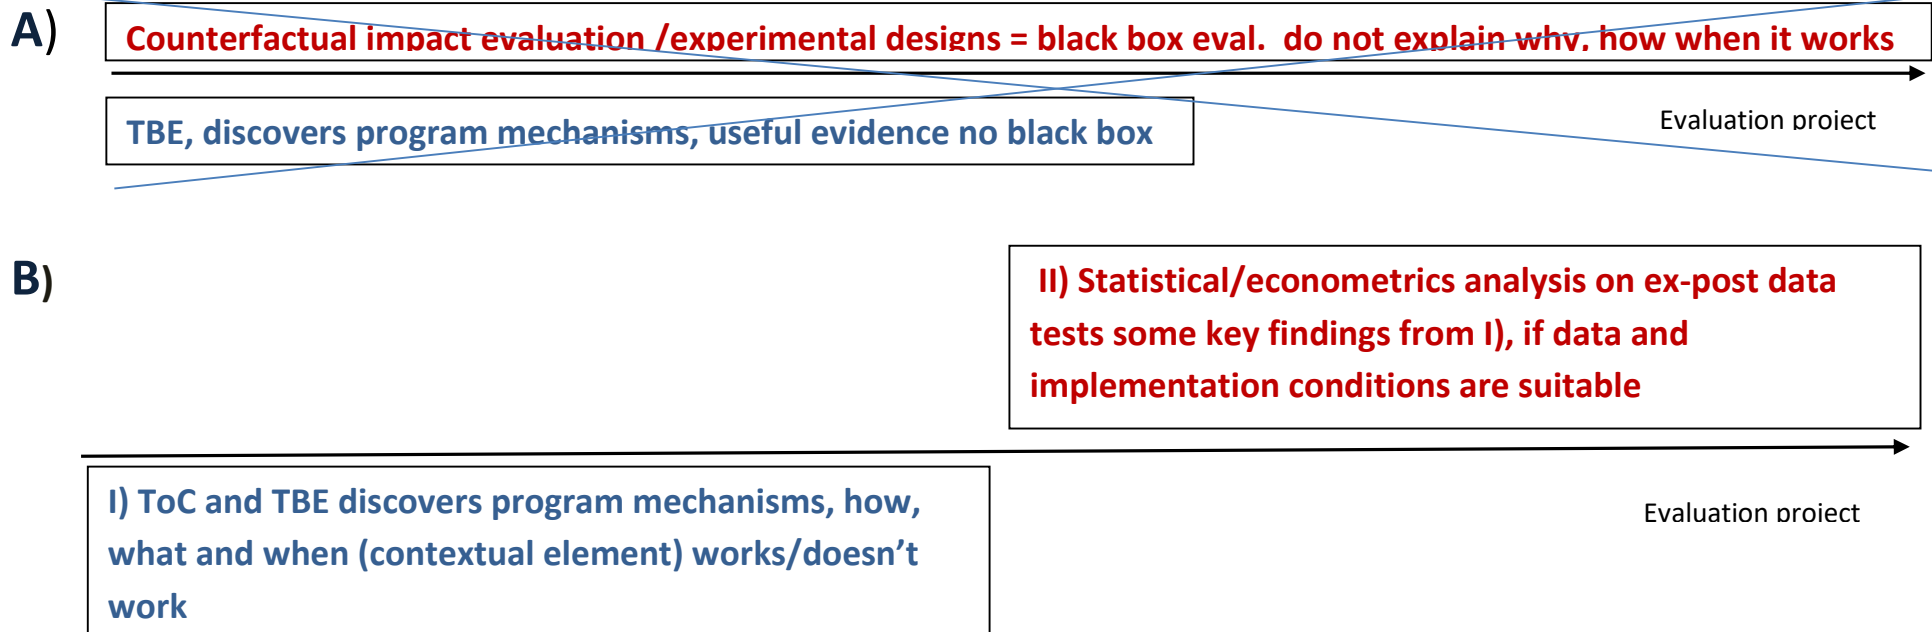 A)
Counterfactual impact evaluation /experimental designs = black box eval.  do not explain why, how when it works
TBE, discovers program mechanisms, useful evidence no black box
Evaluation project
B)
II) Statistical/econometrics analysis on ex-post data
tests some key findings from I), if data and
implementation conditions are suitable
I) ToC and TBE discovers program mechanisms, how,
what and when (contextual element) works/doesn’t
work
Evaluation project